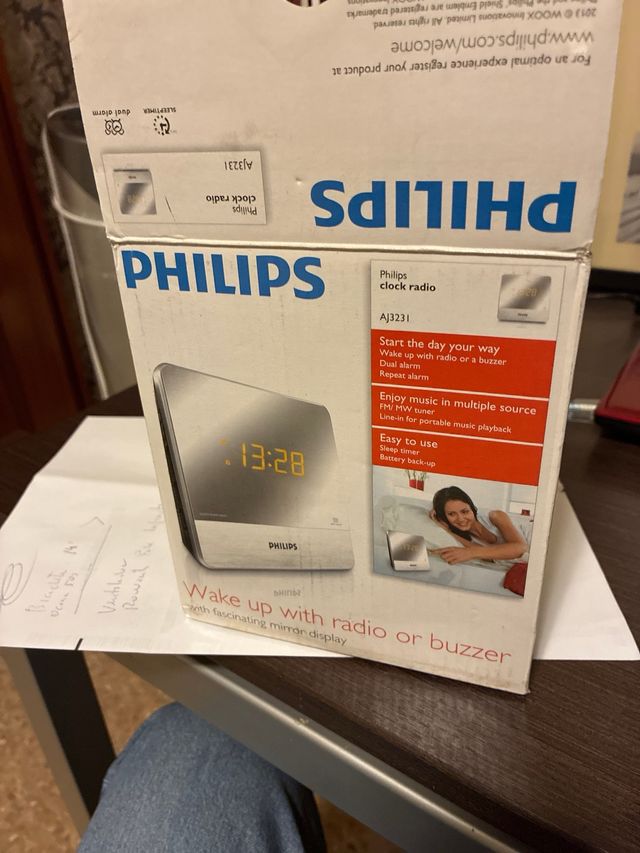 2013 © WOOX Innovations Limited. All rights reserved.
www.philips.com/welcome
For an optimal experience register your product at
dual alarm
SLEEPTIMER
Philips
clock radio
AJ3231
PHILIPS
PHILIPS
Philips
clock radio
AJ3231
Start the day your way
Wake up with radio or a buzzer
Dual alarm
Repeat alarm
Enjoy music in multiple source
FM/ MW tuner
Line-in for portable music playback
Easy to use
Sleep timer
Battery back-up
13:28
PHILIPS
Wake up with radio or buzzer
with fascinating mirror display